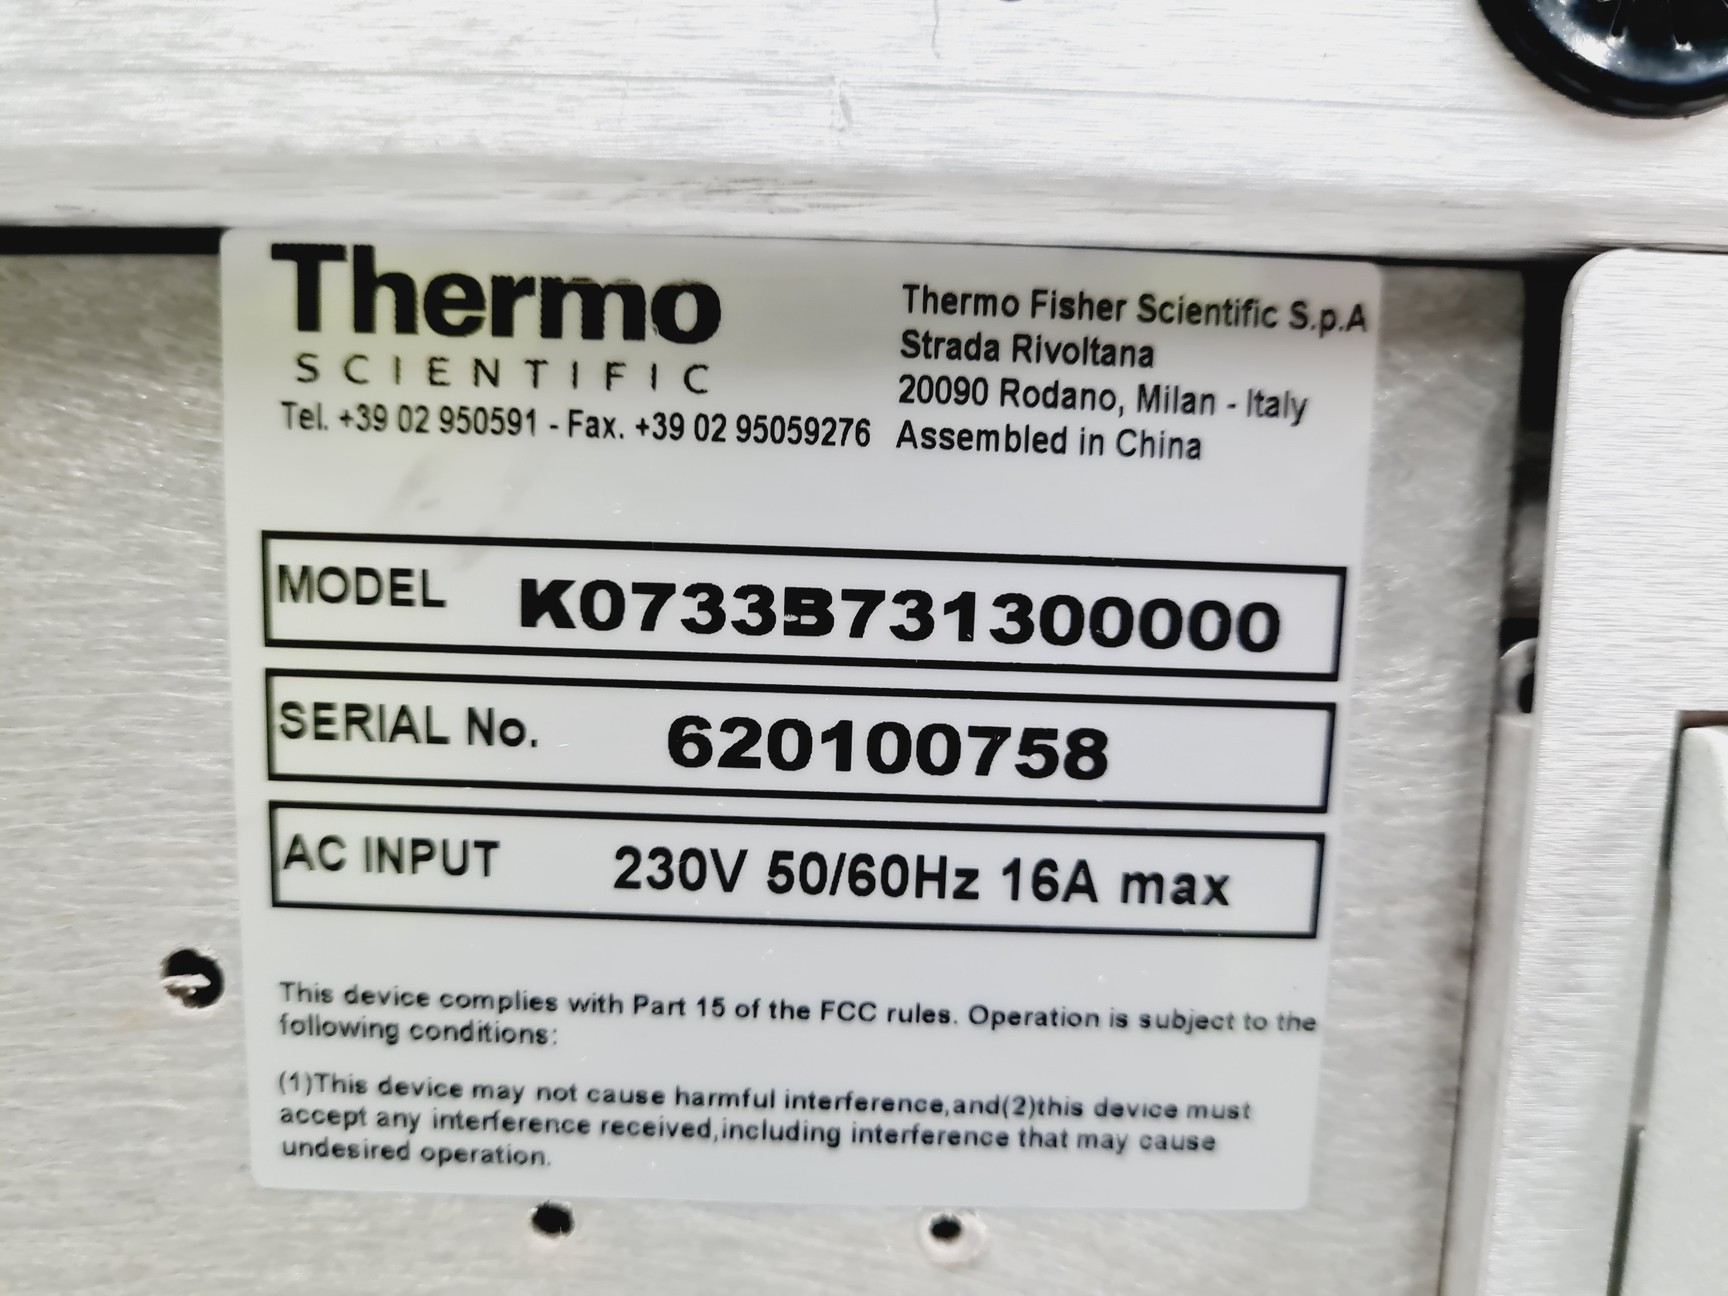 Thermo
SCIENTIFIC
Tel. +39 02 950591 - Fax. +39 02 95059276
Thermo Fisher Scientific S.p.A
Strada Rivoltana
20090 Rodano, Milan - Italy
Assembled in China
MODEL K0733B731300000
SERIAL No. 620100758
AC INPUT 230V 50/60Hz 16A max
This device complies with Part 15 of the FCC rules. Operation is subject to the
following conditions:
(1)This device may not cause harmful interference,and(2)this device must
accept any interference received,including interference that may cause
undesired operation.